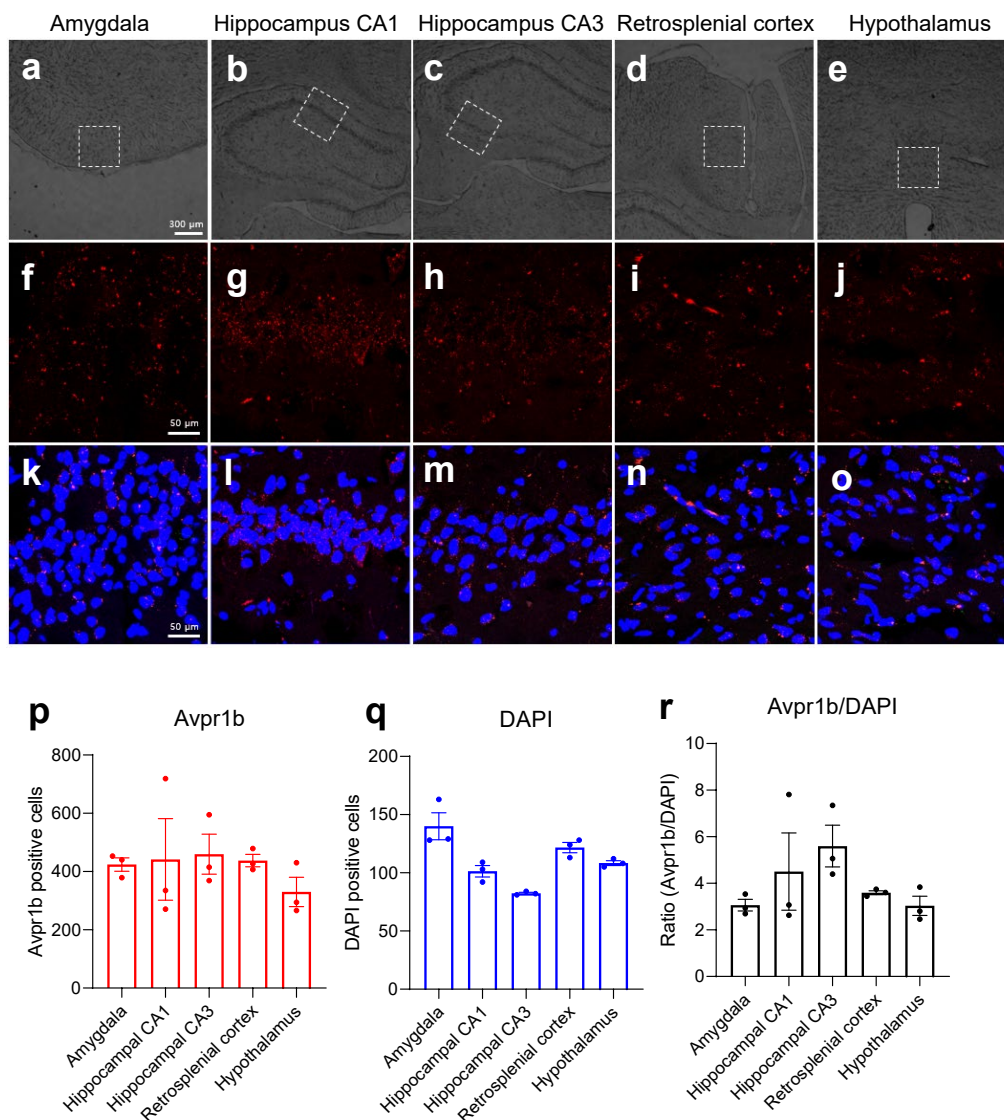 Amygdala
Hippocampus CA1
Hippocampus CA3
Retrosplenial cortex
Hypothalamus
a
b
c
d
e
300 µm
f
g
h
i
j
50 µm
k
l
m
n
o
50 µm
p
Avpr1b
Avpr1b positive cells
800
600
400
200
0
Amygdala
Hippocampal CA1
Hippocampal CA3
Retrosplenial cortex
Hypothalamus
q
DAPI
DAPI positive cells
200
150
100
50
0
Amygdala
Hippocampal CA1
Hippocampal CA3
Retrosplenial cortex
Hypothalamus
r
Avpr1b/DAPI
Ratio (Avpr1b/DAPI)
10
8
6
4
2
0
Amygdala
Hippocampal CA1
Hippocampal CA3
Retrosplenial cortex
Hypothalamus